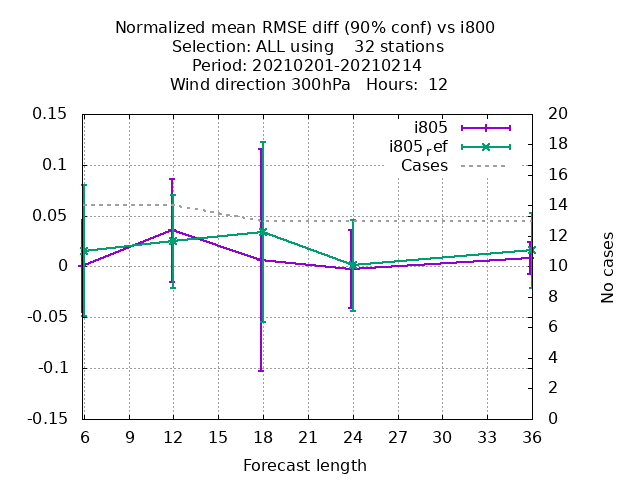 Normalized mean RMSE diff (90% conf) vs i800
Selection: ALL using    32 stations
Period: 20210201-20210214
Wind direction 300hPa   Hours:  12
i805
i805_ref
Cases
0.15
0.1
0.05
0
-0.05
-0.1
-0.15
20
18
16
14
12
10
8
6
4
2
0
No cases
6 9 12 15 18 21 24 27 30 33 36
Forecast length